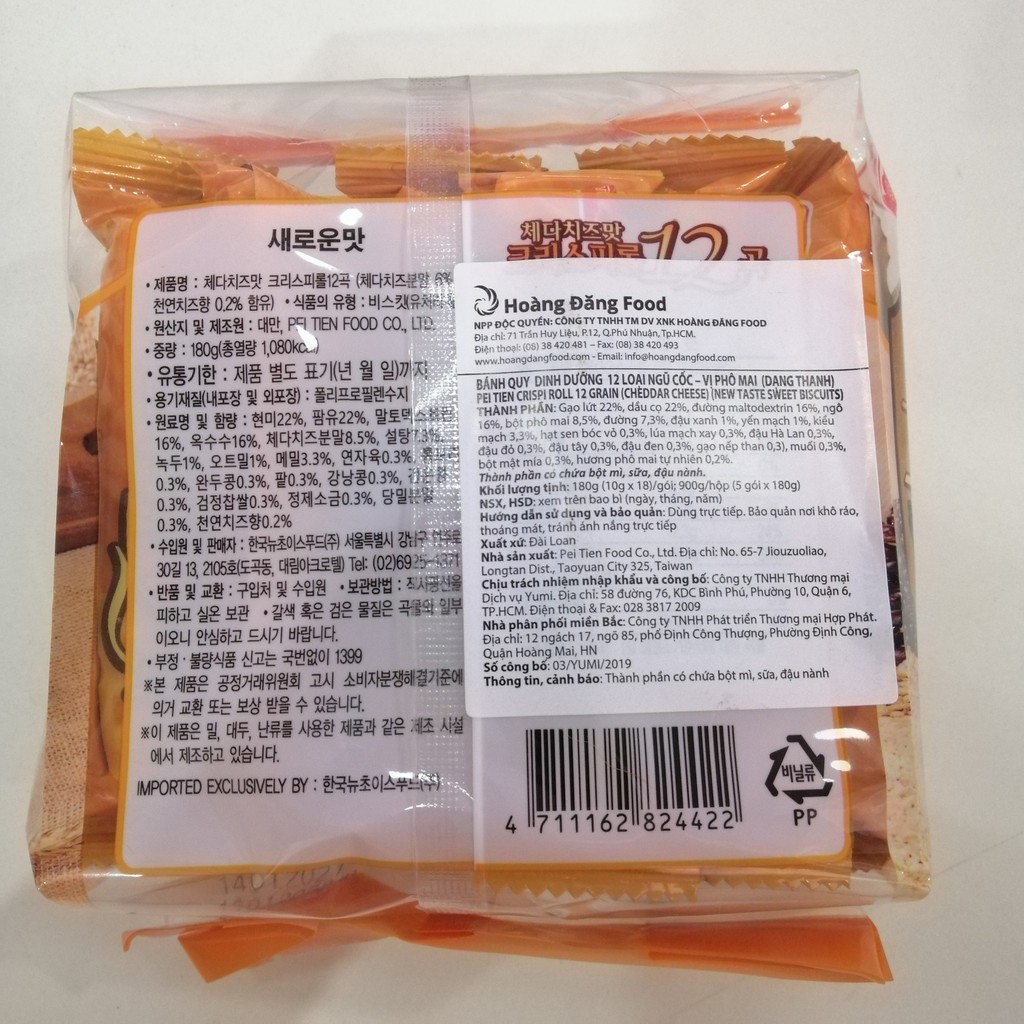 새로운맛
• 제품명 : 체다치즈맛 크리스피롤12곡 (체다치즈분말 6%
천연치즈향 0.2% 함유) • 식품의 유형 : 비스킷(유처리
• 원산지 및 제조원 : 대만, PEI TIEN FOOD CO., LTD.
• 중량 : 180g(총열량 1,080kcal)
• 유통기한 : 제품 별도 표기(년 월 일)까지
• 용기재질(내포장 및 외포장) : 폴리프로필렌수지
• 원료명 및 함량 : 현미22%, 팜유22%, 말토덱스트린
16%, 옥수수16%, 체다치즈분말8.5%, 설탕7.3%,
녹두1%, 오트밀1%, 메밀3.3%, 연자육0.3%,
0.3%, 완두콩0.3%, 팥0.3%, 강낭콩0.3%,
0.3%, 검정찹쌀0.3%, 정제소금0.3%, 당밀분말
0.3%, 천연치즈향0.2%
• 수입원 및 판매자 : 한국뉴초이스푸드(주) 서울특별시 강남구 언주로
30길 13, 2105호(도곡동, 대림아크로텔) Tel: (02)6925-
• 반품 및 교환 : 구입처 및 수입원 • 보관방법 : 직사광선을
피하고 실온 보관 • 갈색 혹은 검은 물질은 곡물의 일부
이오니 안심하고 드시기 바랍니다.
• 부정 · 불량식품 신고는 국번없이 1399
※본 제품은 공정거래위원회 고시 소비자분쟁해결기준에
의거 교환 또는 보상 받을 수 있습니다.
※이 제품은 밀, 대두, 난류를 사용한 제품과 같은 제조 시설
에서 제조하고 있습니다.
IMPORTED EXCLUSIVELY BY : 한국뉴초이스푸드(주)
체다치즈맛
크리스피롤12곡
Hoàng Đăng Food
NPP ĐỘC QUYỀN: CÔNG TY TNHH TM DV XNK HOÀNG ĐĂNG FOOD
Địa chỉ: 71 Trần Huy Liệu, P.12, Q.Phú Nhuận, Tp.HCM.
Điện thoại: (08) 38 420 481 – Fax: (08) 38 420 493
www.hoangdangfood.com - Email: info@hoangdangfood.com
BÁNH QUY DINH DƯỠNG 12 LOẠI NGŨ CỐC – VỊ PHÔ MAI (DẠNG THANH)
PEI TIEN CRISPI ROLL 12 GRAIN (CHEDDAR CHEESE) (NEW TASTE SWEET BISCUITS)
THÀNH PHẦN: Gạo lứt 22%, dầu cọ 22%, đường maltodextrin 16%, ngô
16%, bột phô mai 8,5%, đường 7,3%, đậu xanh 1%, yến mạch 1%, kiều
mạch 3,3%, hạt sen bóc vỏ 0,3%, lúa mạch xay 0,3%, đậu Hà Lan 0,3%,
đậu đỏ 0,3%, đậu tây 0,3%, đậu đen 0,3%, gạo nếp than 0,3), muối 0,3%,
bột mật mía 0,3%, hương phô mai tự nhiên 0,2%.
Thành phần có chứa bột mì, sữa, đậu nành.
Khối lượng tịnh: 180g (10g x 18)/gói; 900g/hộp (5 gói x 180g)
NSX, HSD: xem trên bao bì (ngày, tháng, năm)
Hướng dẫn sử dụng và bảo quản: Dùng trực tiếp. Bảo quản nơi khô ráo,
thoáng mát, tránh ánh nắng trực tiếp
Xuất xứ: Đài Loan
Nhà sản xuất: Pei Tien Food Co., Ltd. Địa chỉ: No. 65-7 Jiouzuoliao,
Longtan Dist., Taoyuan City 325, Taiwan
Chịu trách nhiệm nhập khẩu và công bố: Công ty TNHH Thương mại
Dịch vụ Yumi. Địa chỉ: 58 đường 76, KDC Bình Phú, Phường 10, Quận 6,
TP.HCM. Điện thoại & Fax: 028 3817 2009
Nhà phân phối miền Bắc: Công ty TNHH Phát triển Thương mại Hợp Phát.
Địa chỉ: 12 ngách 17, ngõ 85, phố Định Công Thượng, Phường Định Công,
Quận Hoàng Mai, HN
Số công bố: 03/YUMI/2019
Thông tin, cảnh báo: Thành phần có chứa bột mì, sữa, đậu nành
4 711162 824422
비닐류
PP